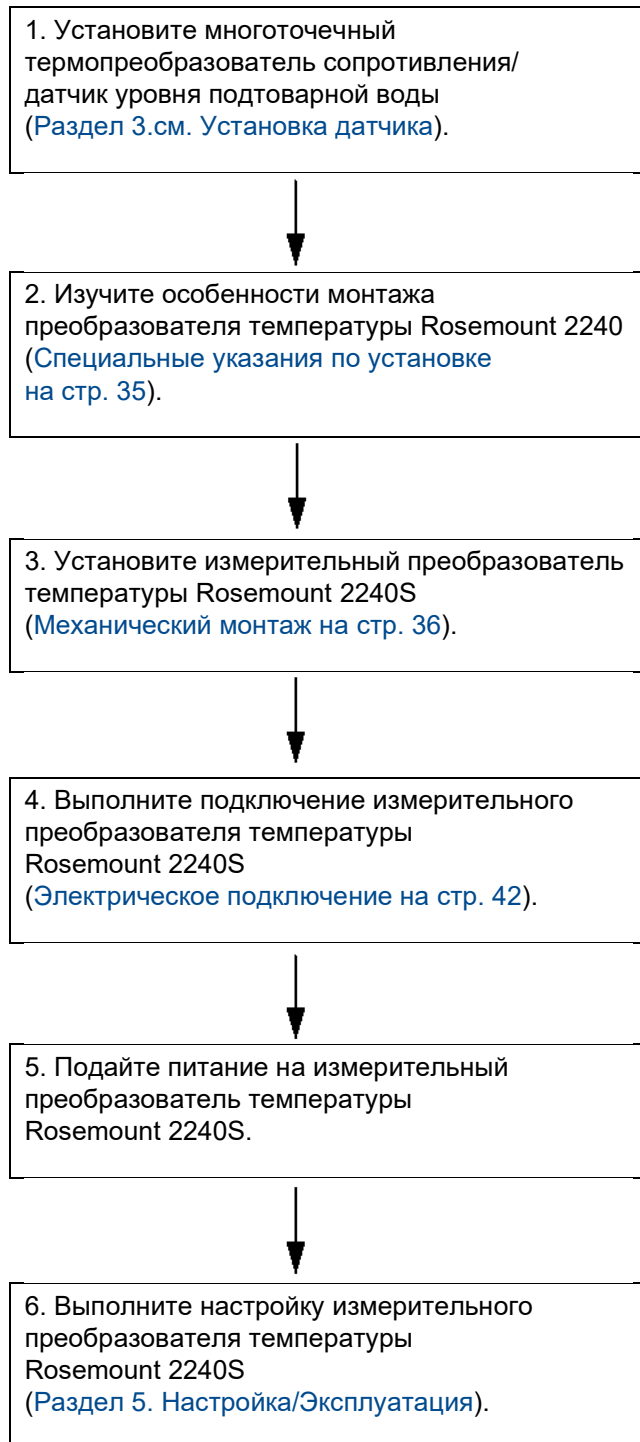 1. Установите многоточечный
термопреобразователь сопротивления/
датчик уровня подтоварной воды
(Раздел 3.см. Установка датчика).
2. Изучите особенности монтажа
преобразователя температуры Rosemount 2240
(Специальные указания по установке
на стр. 35).
3. Установите измерительный преобразователь
температуры Rosemount 2240S
(Механический монтаж на стр. 36).
4. Выполните подключение измерительного
преобразователя температуры
Rosemount 2240S
(Электрическое подключение на стр. 42).
5. Подайте питание на измерительный
преобразователь температуры
Rosemount 2240S.
6. Выполните настройку измерительного
преобразователя температуры
Rosemount 2240S
(Раздел 5. Настройка/Эксплуатация).